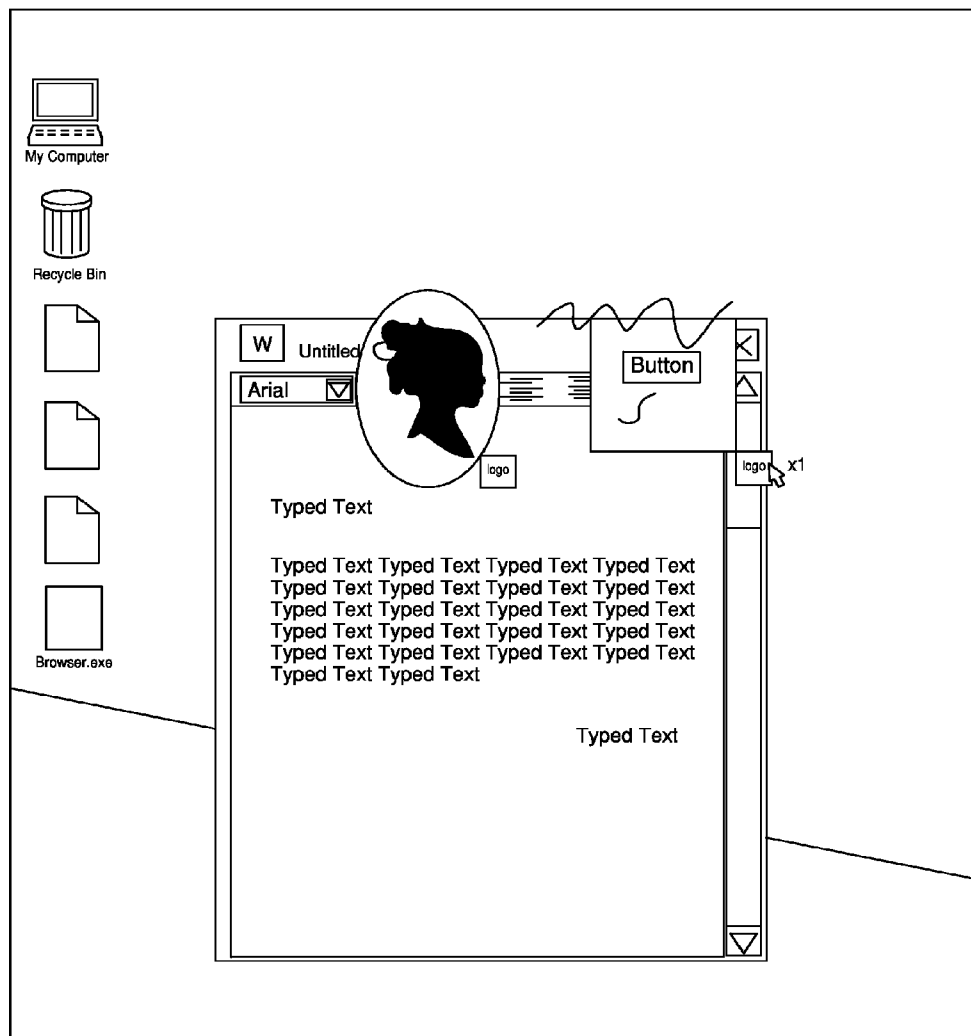 My Computer
Recycle Bin
Browser.exe
W
Untitled
Arial
Button
logo
logo
x1
Typed Text
Typed Text Typed Text Typed Text Typed Text
Typed Text Typed Text Typed Text Typed Text
Typed Text Typed Text Typed Text Typed Text
Typed Text Typed Text Typed Text Typed Text
Typed Text Typed Text Typed Text Typed Text
Typed Text Typed Text
Typed Text